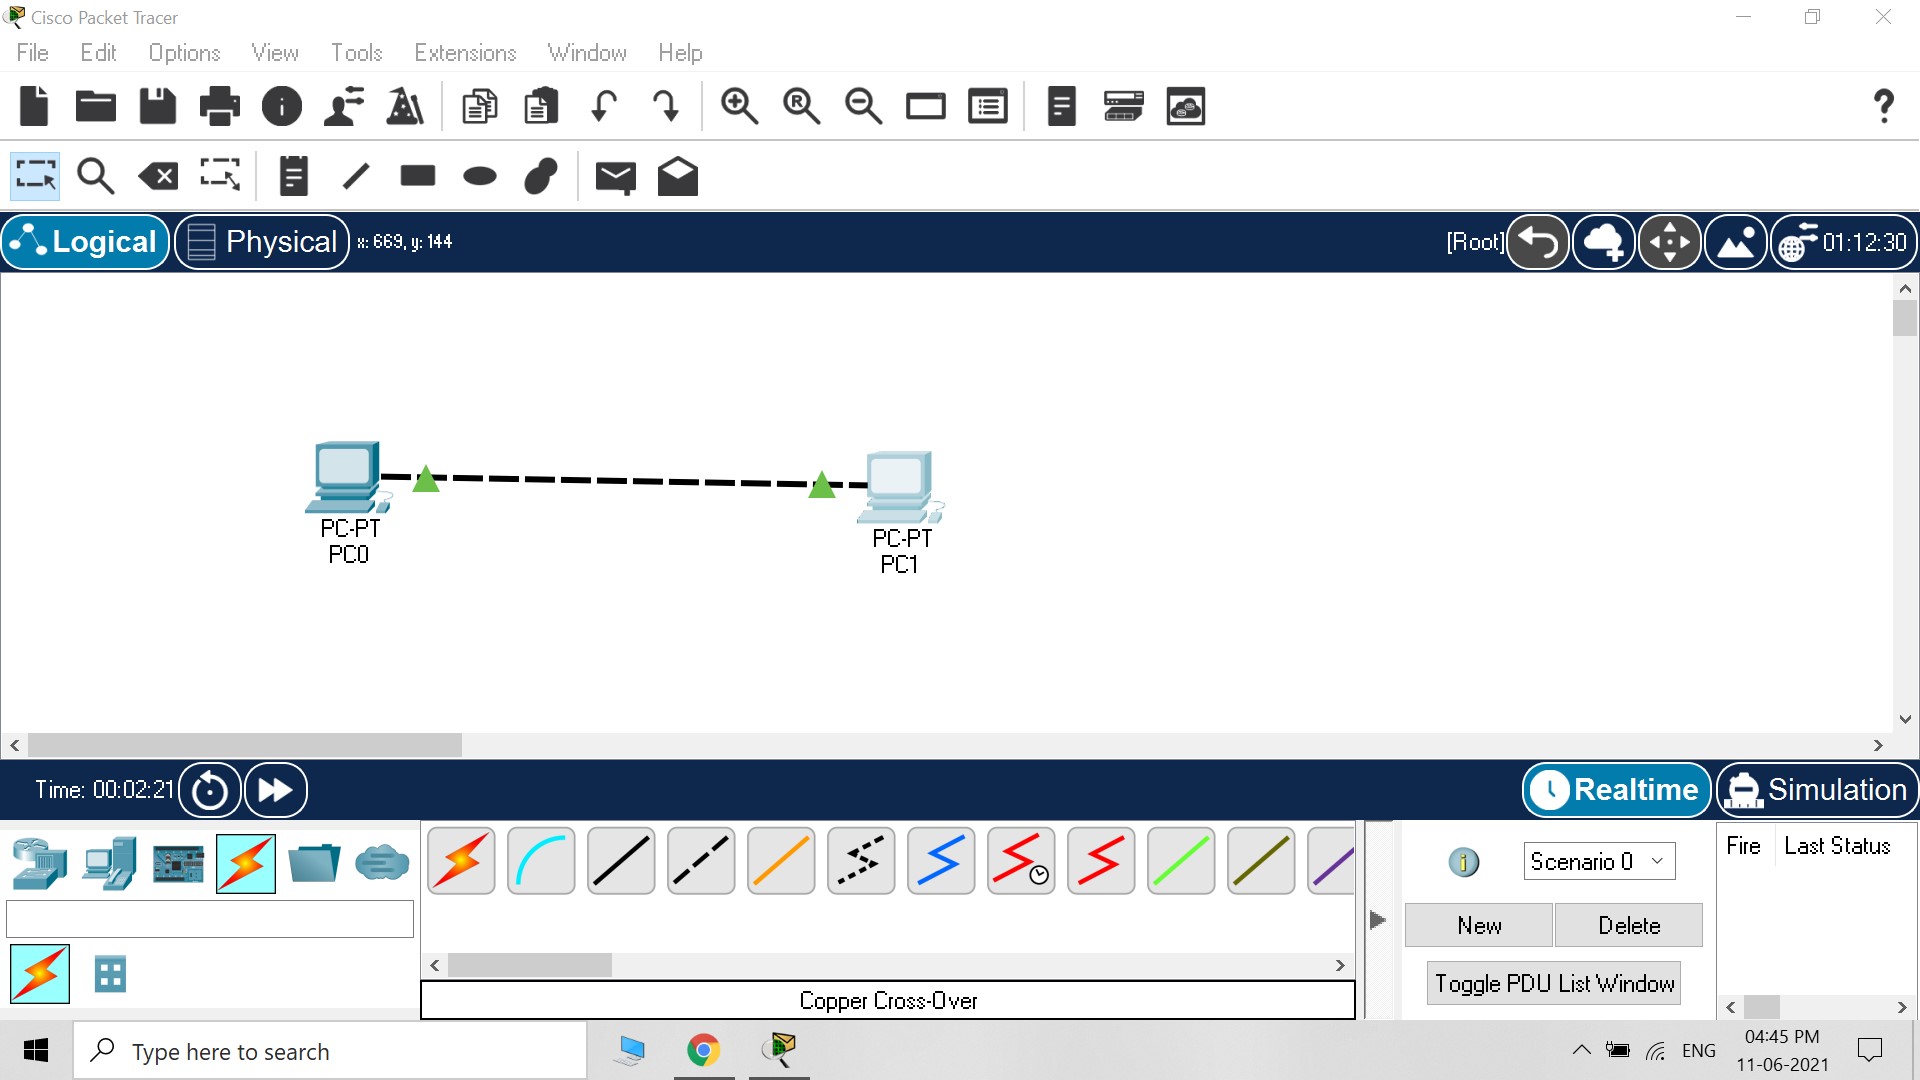 Cisco Packet Tracer
File Edit Options View Tools Extensions Window Help
Logical Physical x: 669, y: 144 [Root] 01:12:30
PC-PT
PC0
PC-PT
PC1
Time: 00:02:21 Realtime Simulation
Scenario 0
Fire Last Status
New Delete
Toggle PDU List Window
Copper Cross-Over
Type here to search
ENG
04:45 PM
11-06-2021